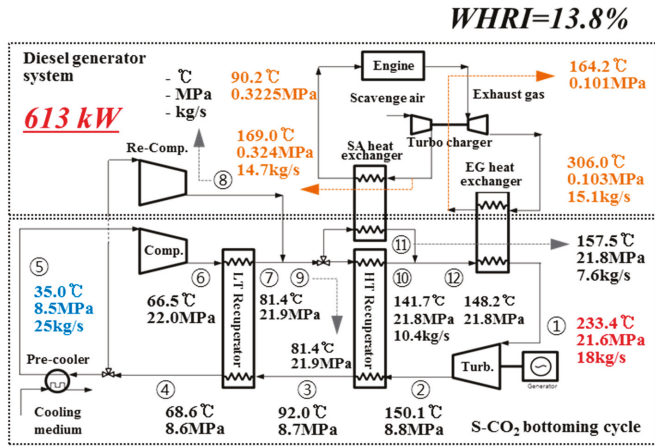 WHRI=13.8%
Diesel generator
system
613 kW
- ℃
- MPa
- kg/s
90.2℃
0.3225MPa
Engine
164.2℃
0.101MPa
Scavenge air
Exhaust gas
Turbo charger
Re-Comp.
⑧
169.0℃
0.324MPa
14.7kg/s
SA heat
exchanger
EG heat
exchanger
306.0℃
0.103MPa
15.1kg/s
⑤
Comp.
⑥
⑦
⑨
⑪
⑩
⑫
157.5℃
21.8MPa
7.6kg/s
35.0℃
8.5MPa
25kg/s
66.5℃
22.0MPa
LT Recuperator
81.4℃
21.9MPa
81.4℃
21.9MPa
HT Recuperator
141.7℃
21.8MPa
10.4kg/s
148.2℃
21.8MPa
①
233.4℃
21.6MPa
18kg/s
Pre-cooler
Turb.
Generator
④
③
②
Cooling
medium
68.6℃
8.6MPa
92.0℃
8.7MPa
150.1℃
8.8MPa
S-CO₂ bottoming cycle